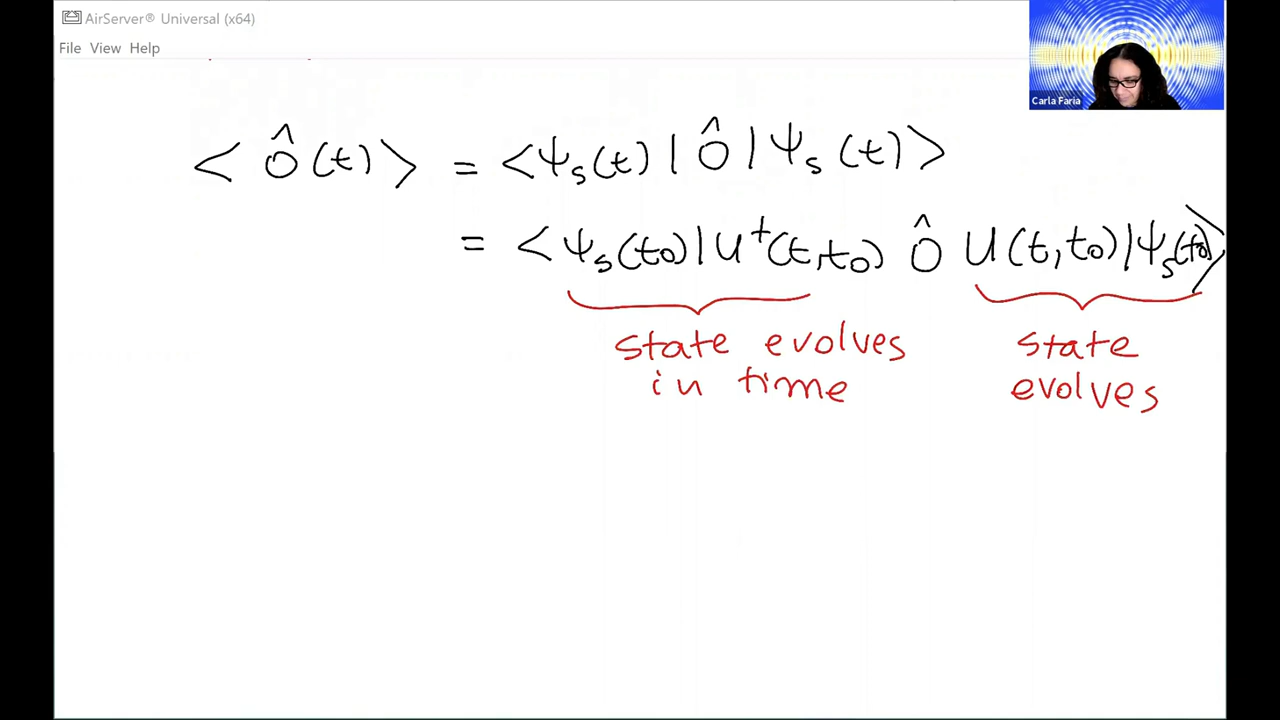 AirServer® Universal (x64)
File View Help
Carla Faria
< Ô(t) > = <ψₛ(t) | Ô | ψₛ(t) >
= < ψₛ(t₀) | U⁺(t,t₀) Ô U(t,t₀) | ψₛ(t₀) >
state evolves in time
state evolves